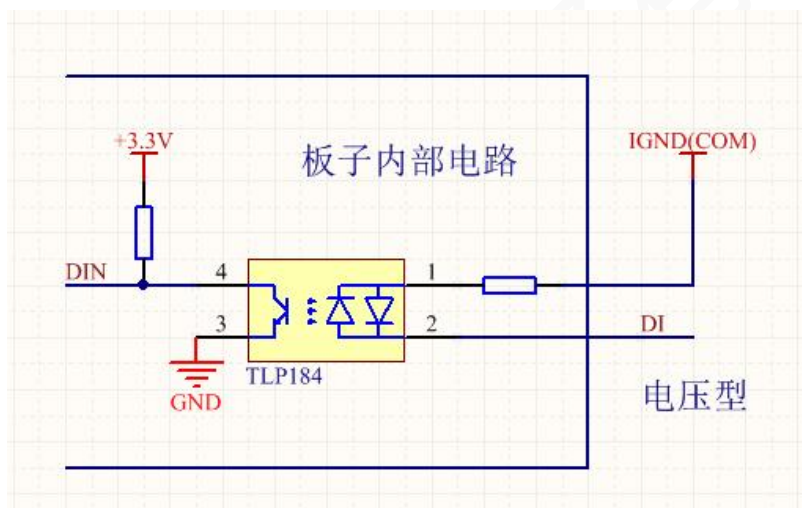 +3.3V
板子内部电路
IGND(COM)
DIN
4
1
3
2
DI
TLP184
GND
电压型